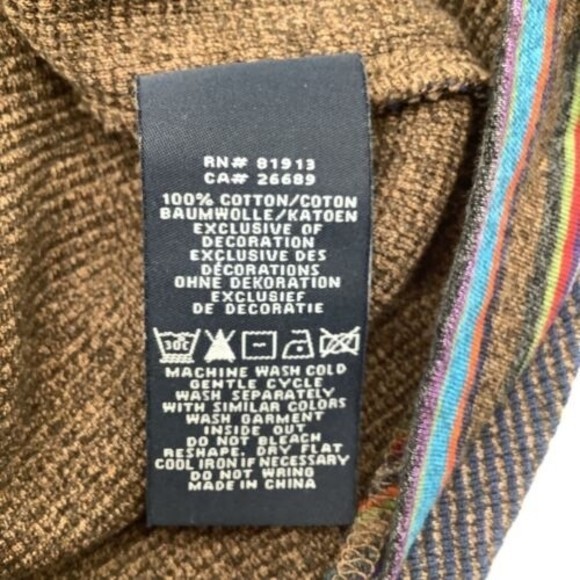 RN# 81913
CA# 26689
100% COTTON/COTON
BAUMWOLLE/KATOEN
EXCLUSIVE OF
DECORATION
EXCLUSIVE DES
DÉCORATIONS
OHNE DEKORATION
EXCLUSIEF
DE DECORATIE
30C
MACHINE WASH COLD
GENTLE CYCLE
WASH SEPARATELY
WITH SIMILAR COLORS
WASH GARMENT
INSIDE OUT
DO NOT BLEACH
RESHAPE, DRY FLAT
COOL IRON IF NECESSARY
DO NOT WRING
MADE IN CHINA